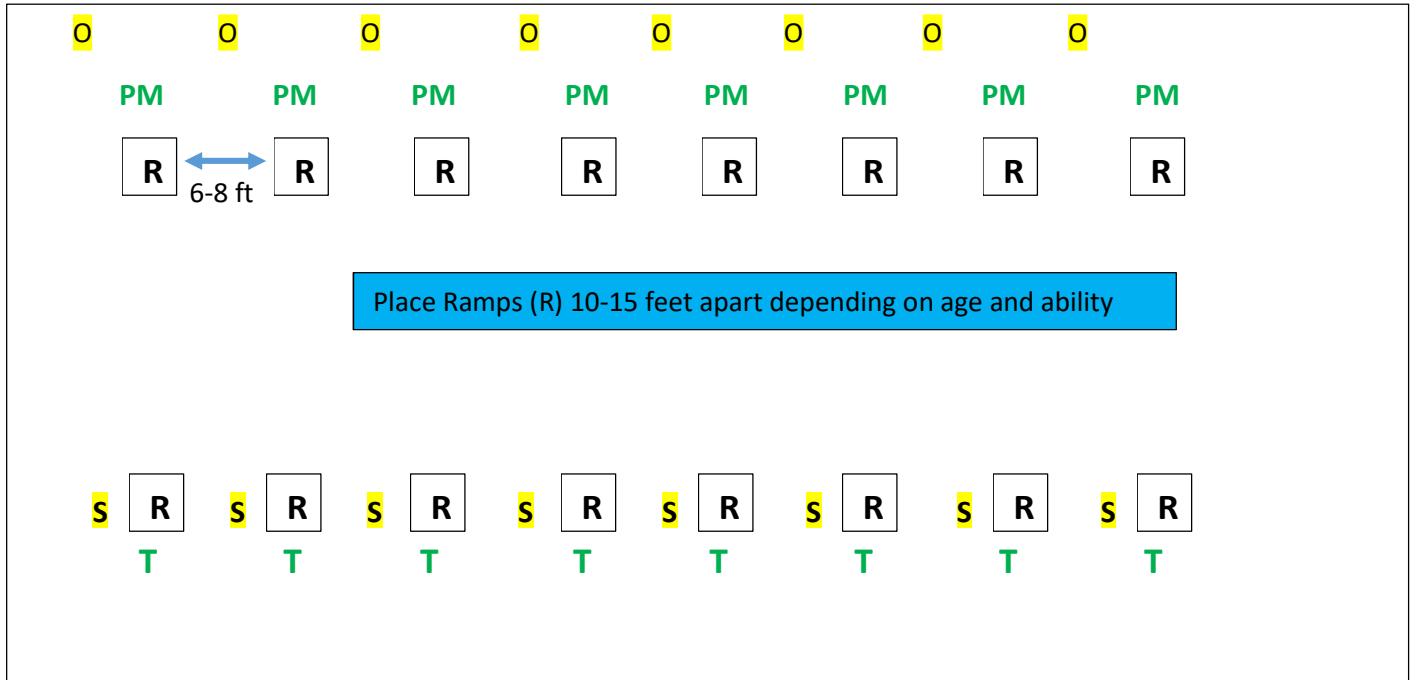 O O O O O O O O
PM PM PM PM PM PM PM PM
R R R R R R R R
6-8 ft
Place Ramps (R) 10-15 feet apart depending on age and ability
S R S R S R S R S R S R S R S R
T T T T T T T T